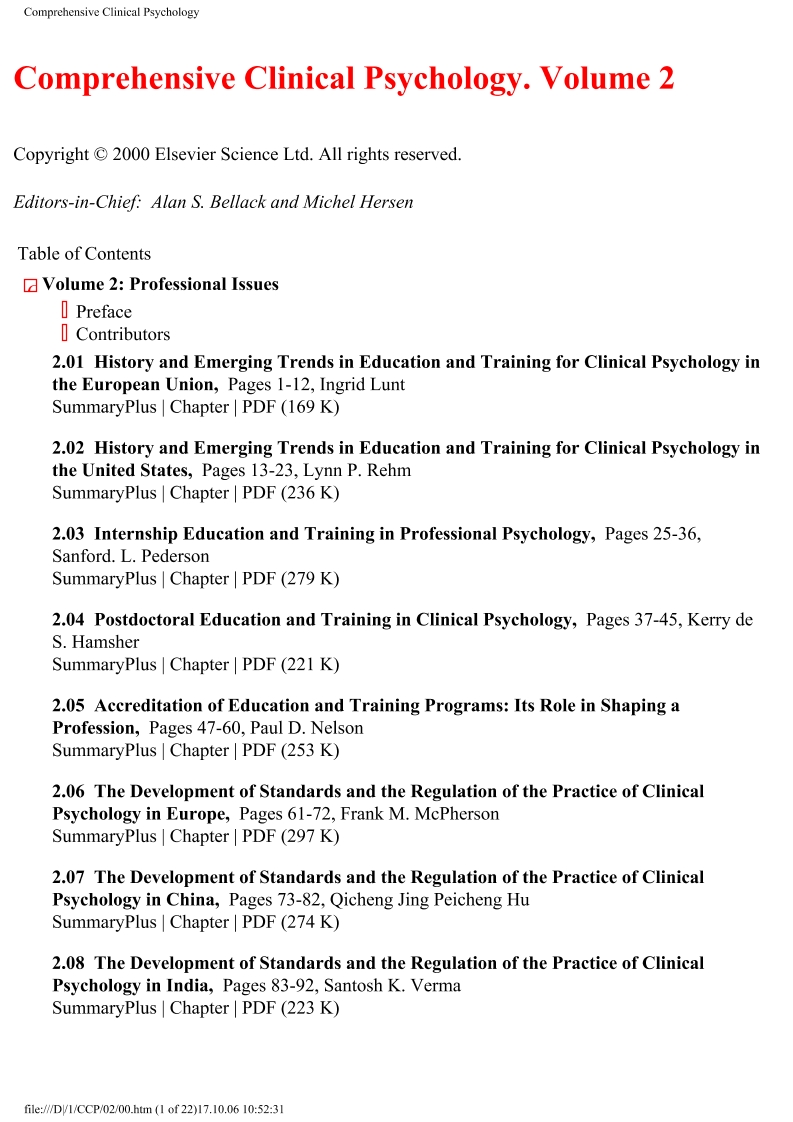 Comprehensive Clinical Psychology
Comprehensive Clinical Psychology. Volume 2
Copyright © 2000 Elsevier Science Ltd. All rights reserved.
Editors-in-Chief: Alan S. Bellack and Michel Hersen
Table of Contents
Volume 2: Professional Issues
Preface
Contributors
2.01 History and Emerging Trends in Education and Training for Clinical Psychology in
the European Union, Pages 1-12, Ingrid Lunt
SummaryPlus | Chapter | PDF (169 K)
2.02 History and Emerging Trends in Education and Training for Clinical Psychology in
the United States, Pages 13-23, Lynn P. Rehm
SummaryPlus | Chapter | PDF (236 K)
2.03 Internship Education and Training in Professional Psychology, Pages 25-36,
Sanford. L. Pederson
SummaryPlus | Chapter | PDF (279 K)
2.04 Postdoctoral Education and Training in Clinical Psychology, Pages 37-45, Kerry de
S. Hamsher
SummaryPlus | Chapter | PDF (221 K)
2.05 Accreditation of Education and Training Programs: Its Role in Shaping a
Profession, Pages 47-60, Paul D. Nelson
SummaryPlus | Chapter | PDF (253 K)
2.06 The Development of Standards and the Regulation of the Practice of Clinical
Psychology in Europe, Pages 61-72, Frank M. McPherson
SummaryPlus | Chapter | PDF (297 K)
2.07 The Development of Standards and the Regulation of the Practice of Clinical
Psychology in China, Pages 73-82, Qicheng Jing Peicheng Hu
SummaryPlus | Chapter | PDF (274 K)
2.08 The Development of Standards and the Regulation of the Practice of Clinical
Psychology in India, Pages 83-92, Santosh K. Verma
SummaryPlus | Chapter | PDF (223 K)
file:///D|/1/CCP/02/00.htm (1 of 22)17.10.06 10:52:31